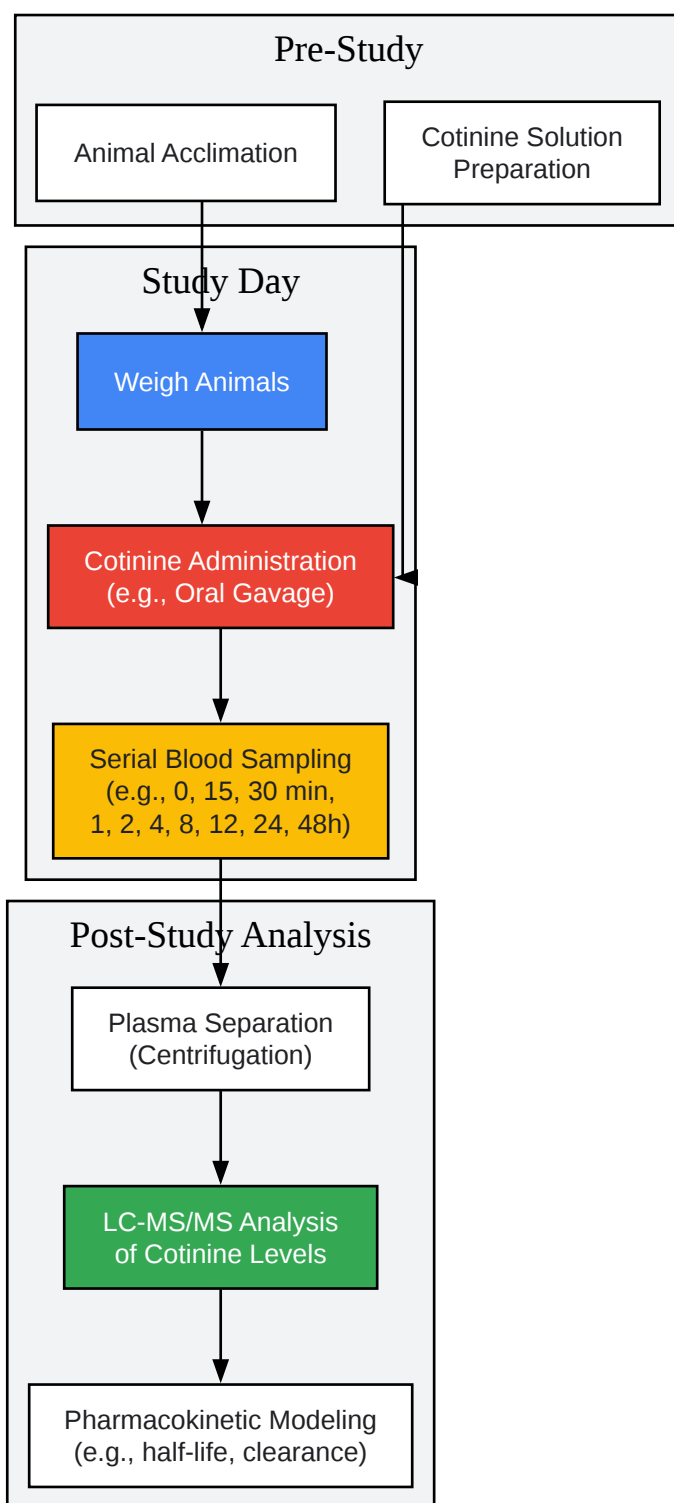 Pre-Study
Animal Acclimation
Cotinine Solution
Preparation
Study Day
Weigh Animals
Cotinine Administration
(e.g., Oral Gavage)
Serial Blood Sampling
(e.g., 0, 15, 30 min,
1, 2, 4, 8, 12, 24, 48h)
Post-Study Analysis
Plasma Separation
(Centrifugation)
LC-MS/MS Analysis
of Cotinine Levels
Pharmacokinetic Modeling
(e.g., half-life, clearance)